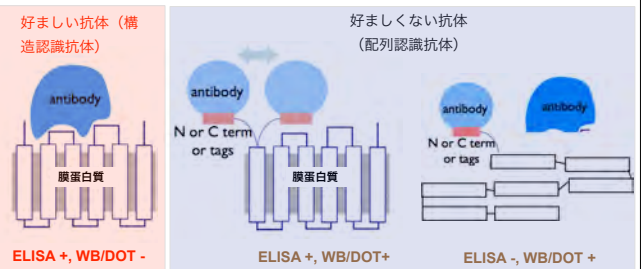 好ましい抗体（構
造認識抗体）
antibody
膜蛋白質
ELISA +, WB/DOT -
好ましくない抗体
（配列認識抗体）
antibody
N or C term
or tags
膜蛋白質
ELISA +, WB/DOT+
antibody
N or C term
or tags
antibody
ELISA -, WB/DOT +